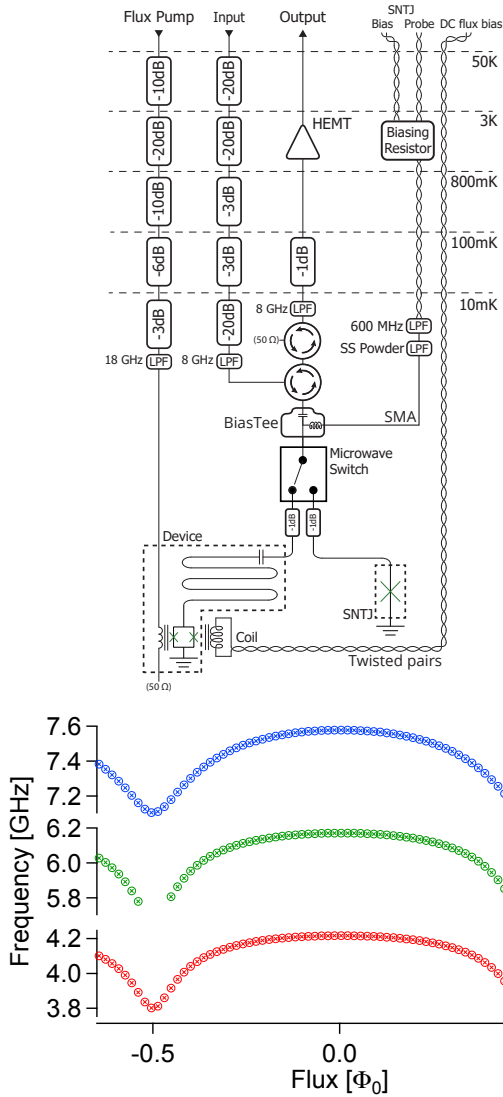 Flux Pump Input Output
SNTJ
Bias Probe DC flux bias
50K
-10dB -20dB
HEMT
3K
-20dB -20dB
Biasing
Resistor
800mK
-10dB -3dB
100mK
-6dB -3dB -1dB
10mK
-3dB -20dB
8 GHz LPF
600 MHz LPF
(50 Ω)
SS Powder LPF
18 GHz LPF 8 GHz LPF
BiasTee
SMA
Microwave
Switch
-1dB -1dB
Device
SNTJ
Coil
Twisted pairs
(50 Ω)
7.6
7.4
7.2
6.2
6.0
5.8
4.2
4.0
3.8
Frequency [GHz]
-0.5 0.0
Flux [Φ0]